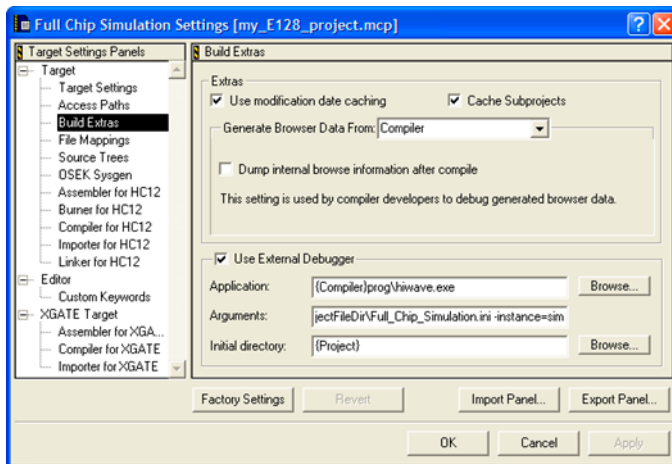 Full Chip Simulation Settings [my_E128_project.mcp]
Target Settings Panels
Target
Target Settings
Access Paths
Build Extras
File Mappings
Source Trees
OSEK Sysgen
Assembler for HC12
Burner for HC12
Compiler for HC12
Importer for HC12
Linker for HC12
Editor
Custom Keywords
XGATE Target
Assembler for XGA...
Compiler for XGATE
Importer for XGATE
Build Extras
Extras
Use modification date caching
Cache Subprojects
Generate Browser Data From: Compiler
Dump internal browse information after compile
This setting is used by compiler developers to debug generated browser data.
Use External Debugger
Application: {Compiler}prog\hiwave.exe Browse...
Arguments: jectFileDir\Full_Chip_Simulation.ini -instance=sim
Initial directory: {Project} Browse...
Factory Settings Revert Import Panel... Export Panel...
OK Cancel Apply